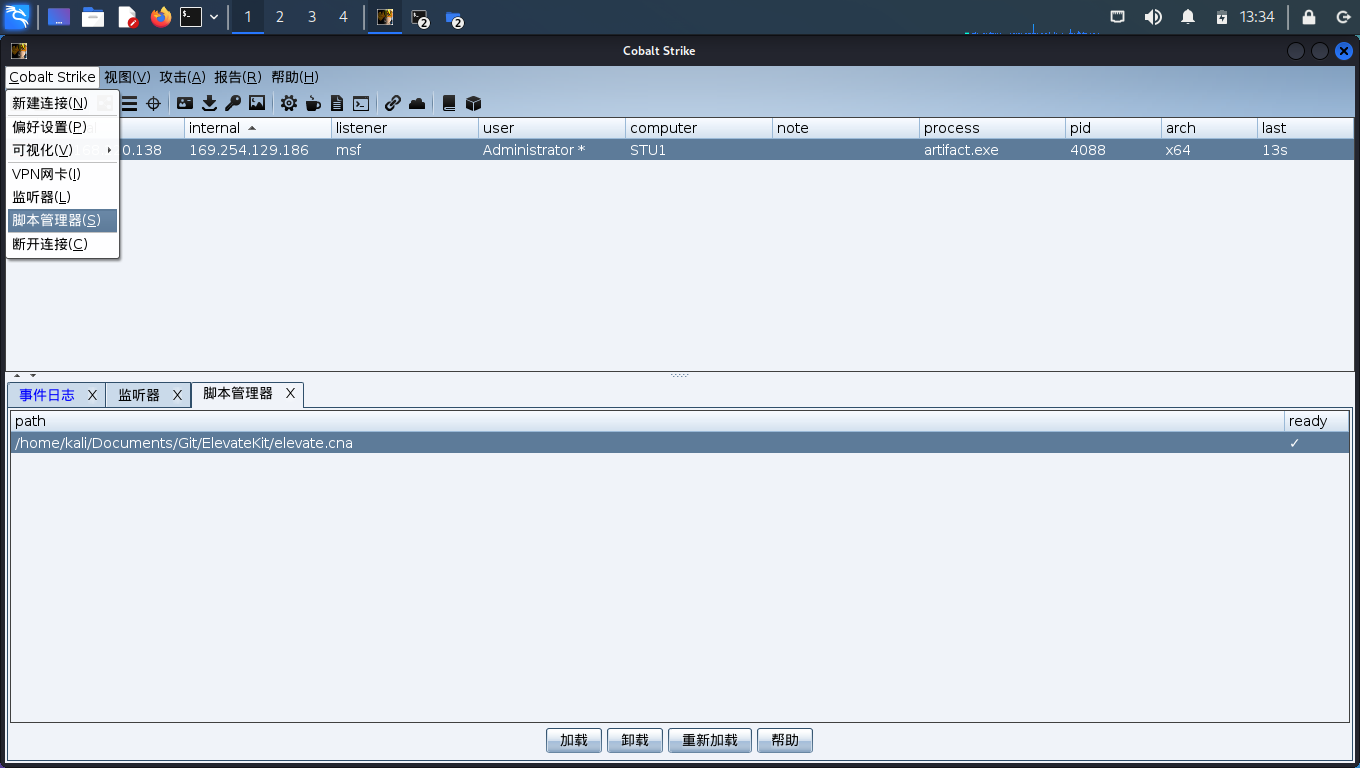 1 2 3 4 2 2 13:34
Cobalt Strike
Cobalt Strike 视图(V) 攻击(A) 报告(R) 帮助(H)
新建连接(N)
偏好设置(P)
可视化(V)
VPN网卡(I)
监听器(L)
脚本管理器(S)
断开连接(C)
internal listener user computer note process pid arch last
0.138 169.254.129.186 msf Administrator * STU1 artifact.exe 4088 x64 13s
事件日志 X 监听器 X 脚本管理器 X
path ready
/home/kali/Documents/Git/ElevateKit/elevate.cna ✓
加载 卸载 重新加载 帮助